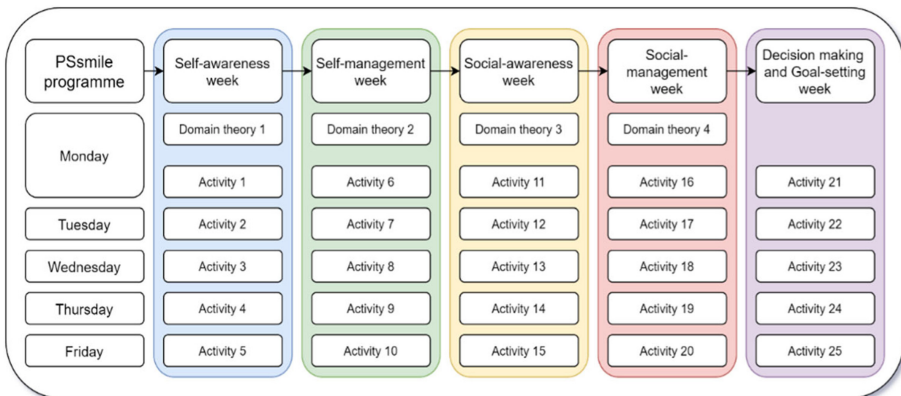 PSsmile
programme
Self-awareness
week
Self-management
week
Social-awareness
week
Social-
management
week
Decision making
and Goal-setting
week
Monday
Domain theory 1
Domain theory 2
Domain theory 3
Domain theory 4
Activity 1
Activity 6
Activity 11
Activity 16
Activity 21
Tuesday
Activity 2
Activity 7
Activity 12
Activity 17
Activity 22
Wednesday
Activity 3
Activity 8
Activity 13
Activity 18
Activity 23
Thursday
Activity 4
Activity 9
Activity 14
Activity 19
Activity 24
Friday
Activity 5
Activity 10
Activity 15
Activity 20
Activity 25